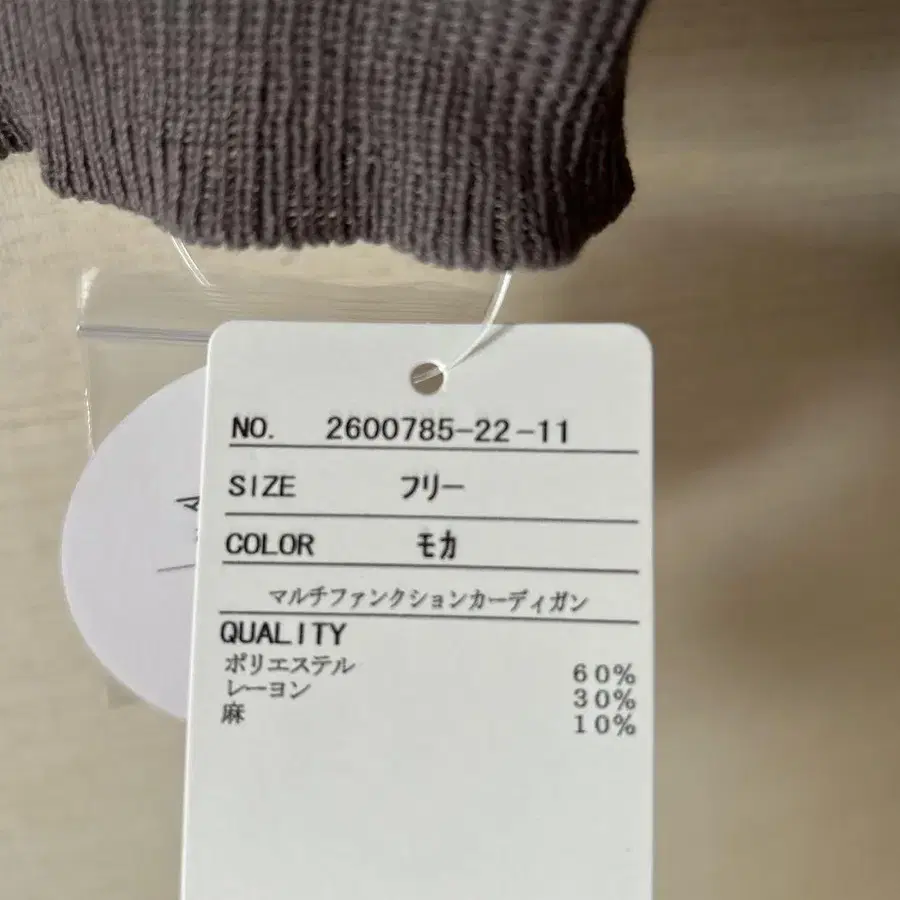 NO. 2600785-22-11
SIZE フリー
COLOR モカ
マルチファンクションカーディガン
QUALITY
ポリエステル 60%
レーヨン 30%
麻 10%
マ